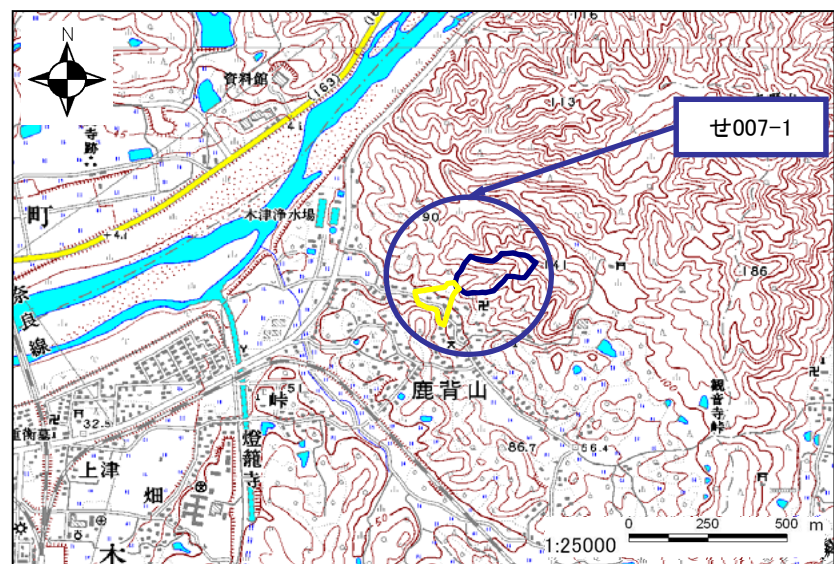 N
116
資料館
(163)
113
せ007-1
寺跡
町
木津浄水場
90
141
186
奈良線
鹿背山
51
峠
観音寺峠
32.8
86.7
56.4
上津
畑
燈籠寺
木
1:25000
0 250 500 m